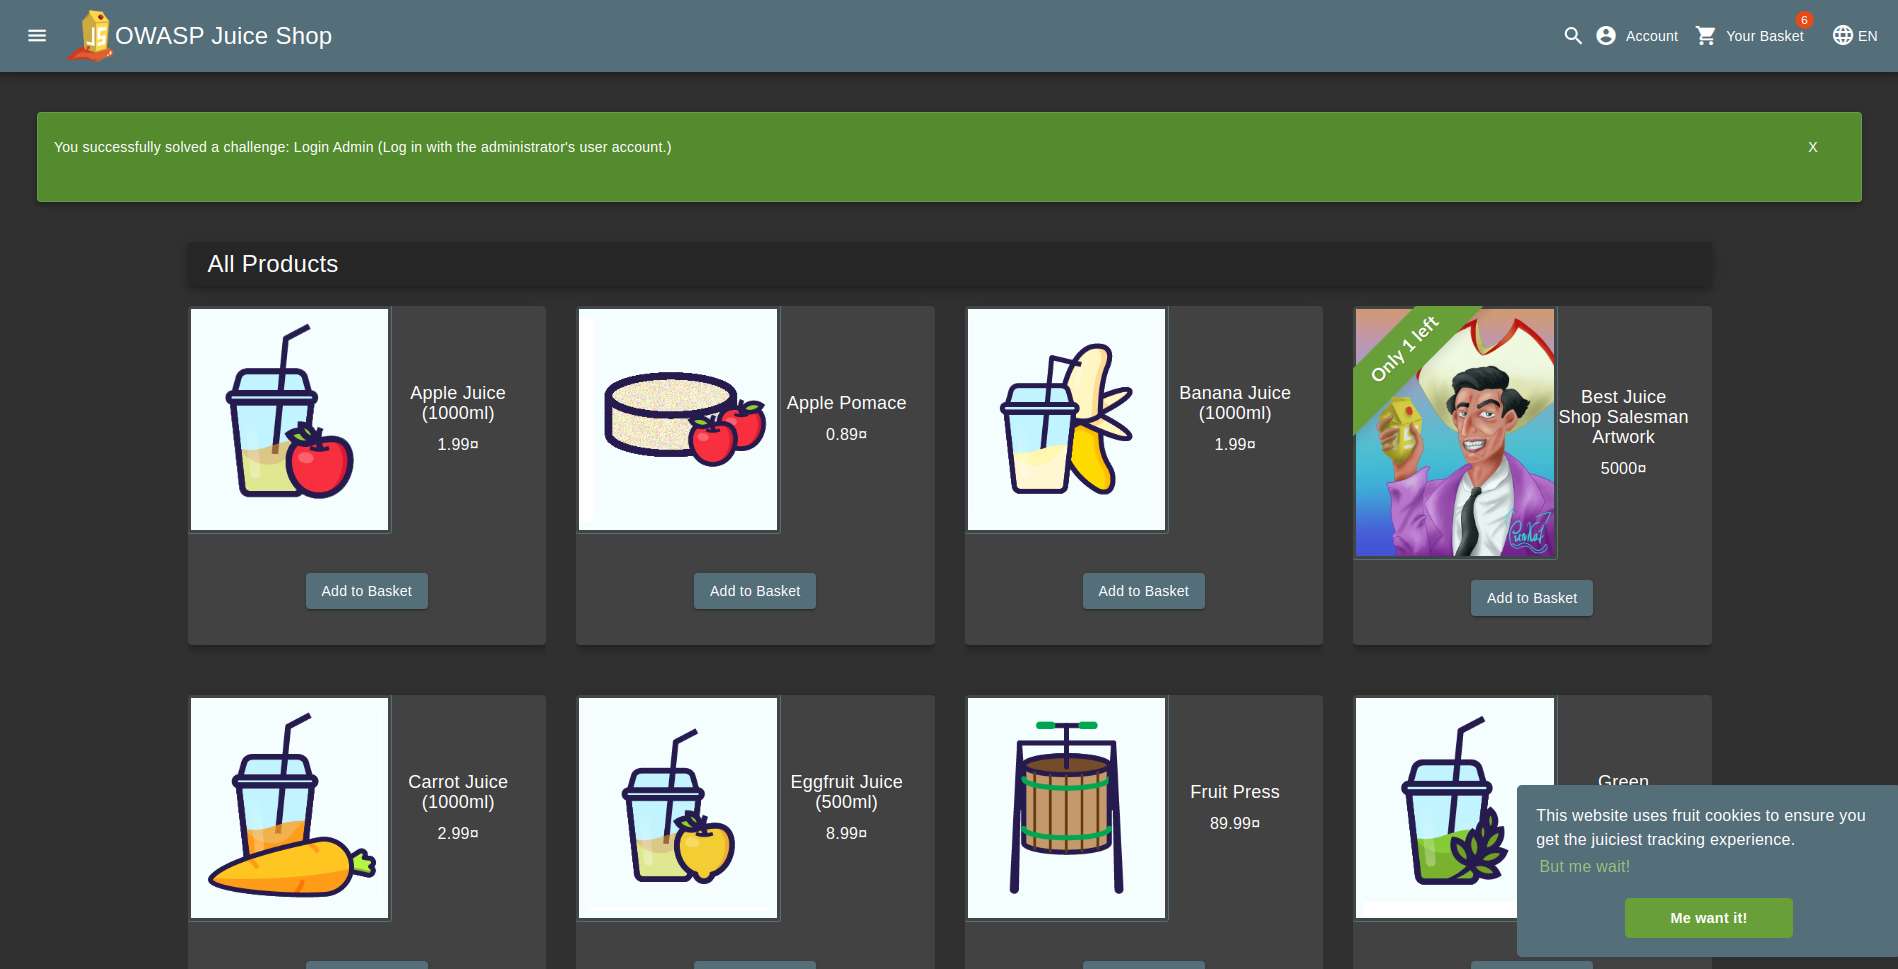 OWASP Juice Shop
Account
Your Basket
6
EN
You successfully solved a challenge: Login Admin (Log in with the administrator's user account.)
X
All Products
Apple Juice
(1000ml)
1.99¤
Add to Basket
Apple Pomace
0.89¤
Add to Basket
Banana Juice
(1000ml)
1.99¤
Add to Basket
Only 1 left
Best Juice
Shop Salesman
Artwork
5000¤
Add to Basket
Carrot Juice
(1000ml)
2.99¤
Eggfruit Juice
(500ml)
8.99¤
Fruit Press
89.99¤
Green
This website uses fruit cookies to ensure you
get the juiciest tracking experience.
But me wait!
Me want it!